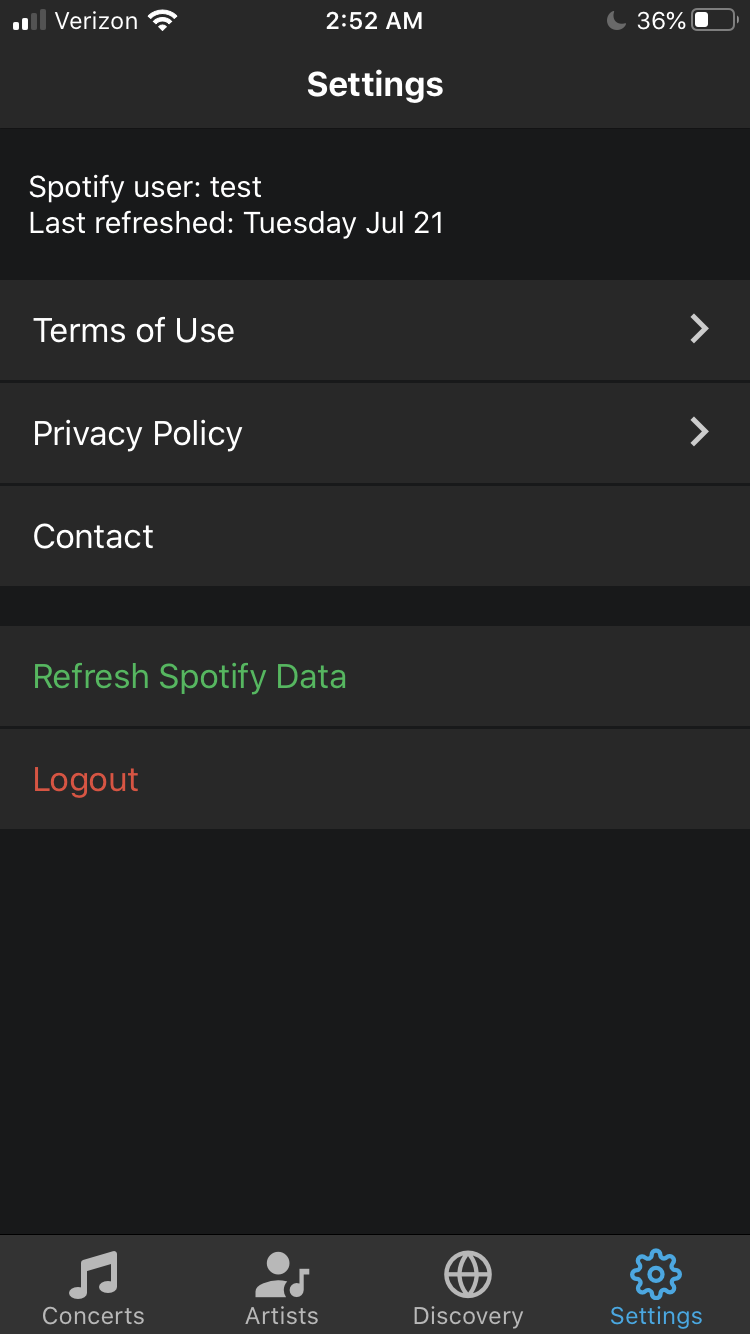 Verizon 2:52 AM 36%
Settings
Spotify user: test
Last refreshed: Tuesday Jul 21
Terms of Use
Privacy Policy
Contact
Refresh Spotify Data
Logout
Concerts Artists Discovery Settings